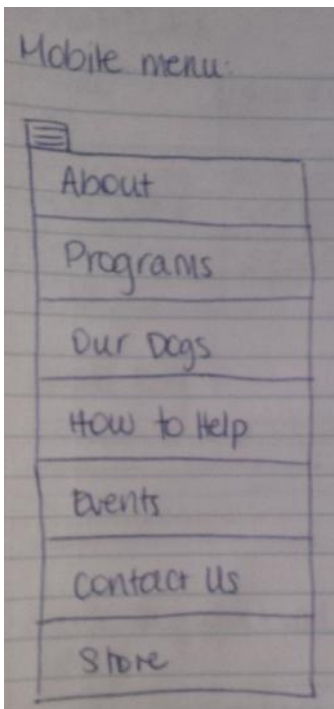 Mobile menu:
About
Programs
Our Dogs
How to Help
Events
Contact Us
Store